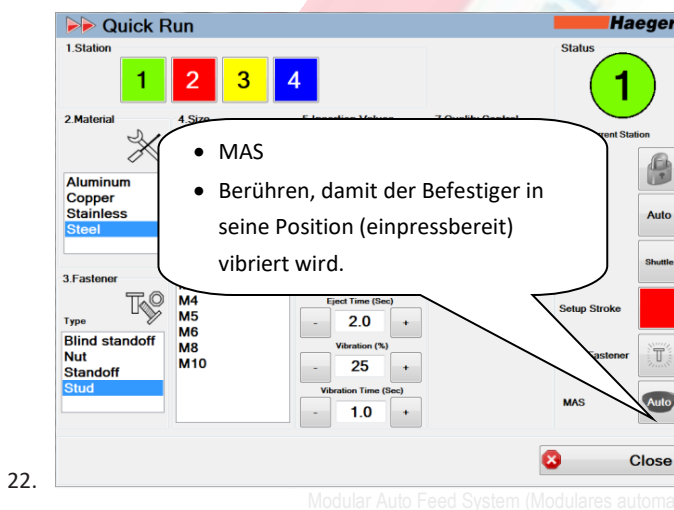 Quick Run
Haeger
1.Station
1
2
3
4
Status
1
2.Material
Aluminum
Copper
Stainless
Steel
• MAS
• Berühren, damit der Befestiger in
seine Position (einpressbereit)
vibriert wird.
Station
Auto
Shuttle
3.Fastener
Type
Blind standoff
Nut
Standoff
Stud
M4
M5
M6
M8
M10
Eject Time (Sec)
- 2.0 +
Vibration (%)
- 25 +
Vibration Time (Sec)
- 1.0 +
Setup Stroke
Fastener
MAS
Auto
Close
22.
Modular Auto Feed System (Modulares automa